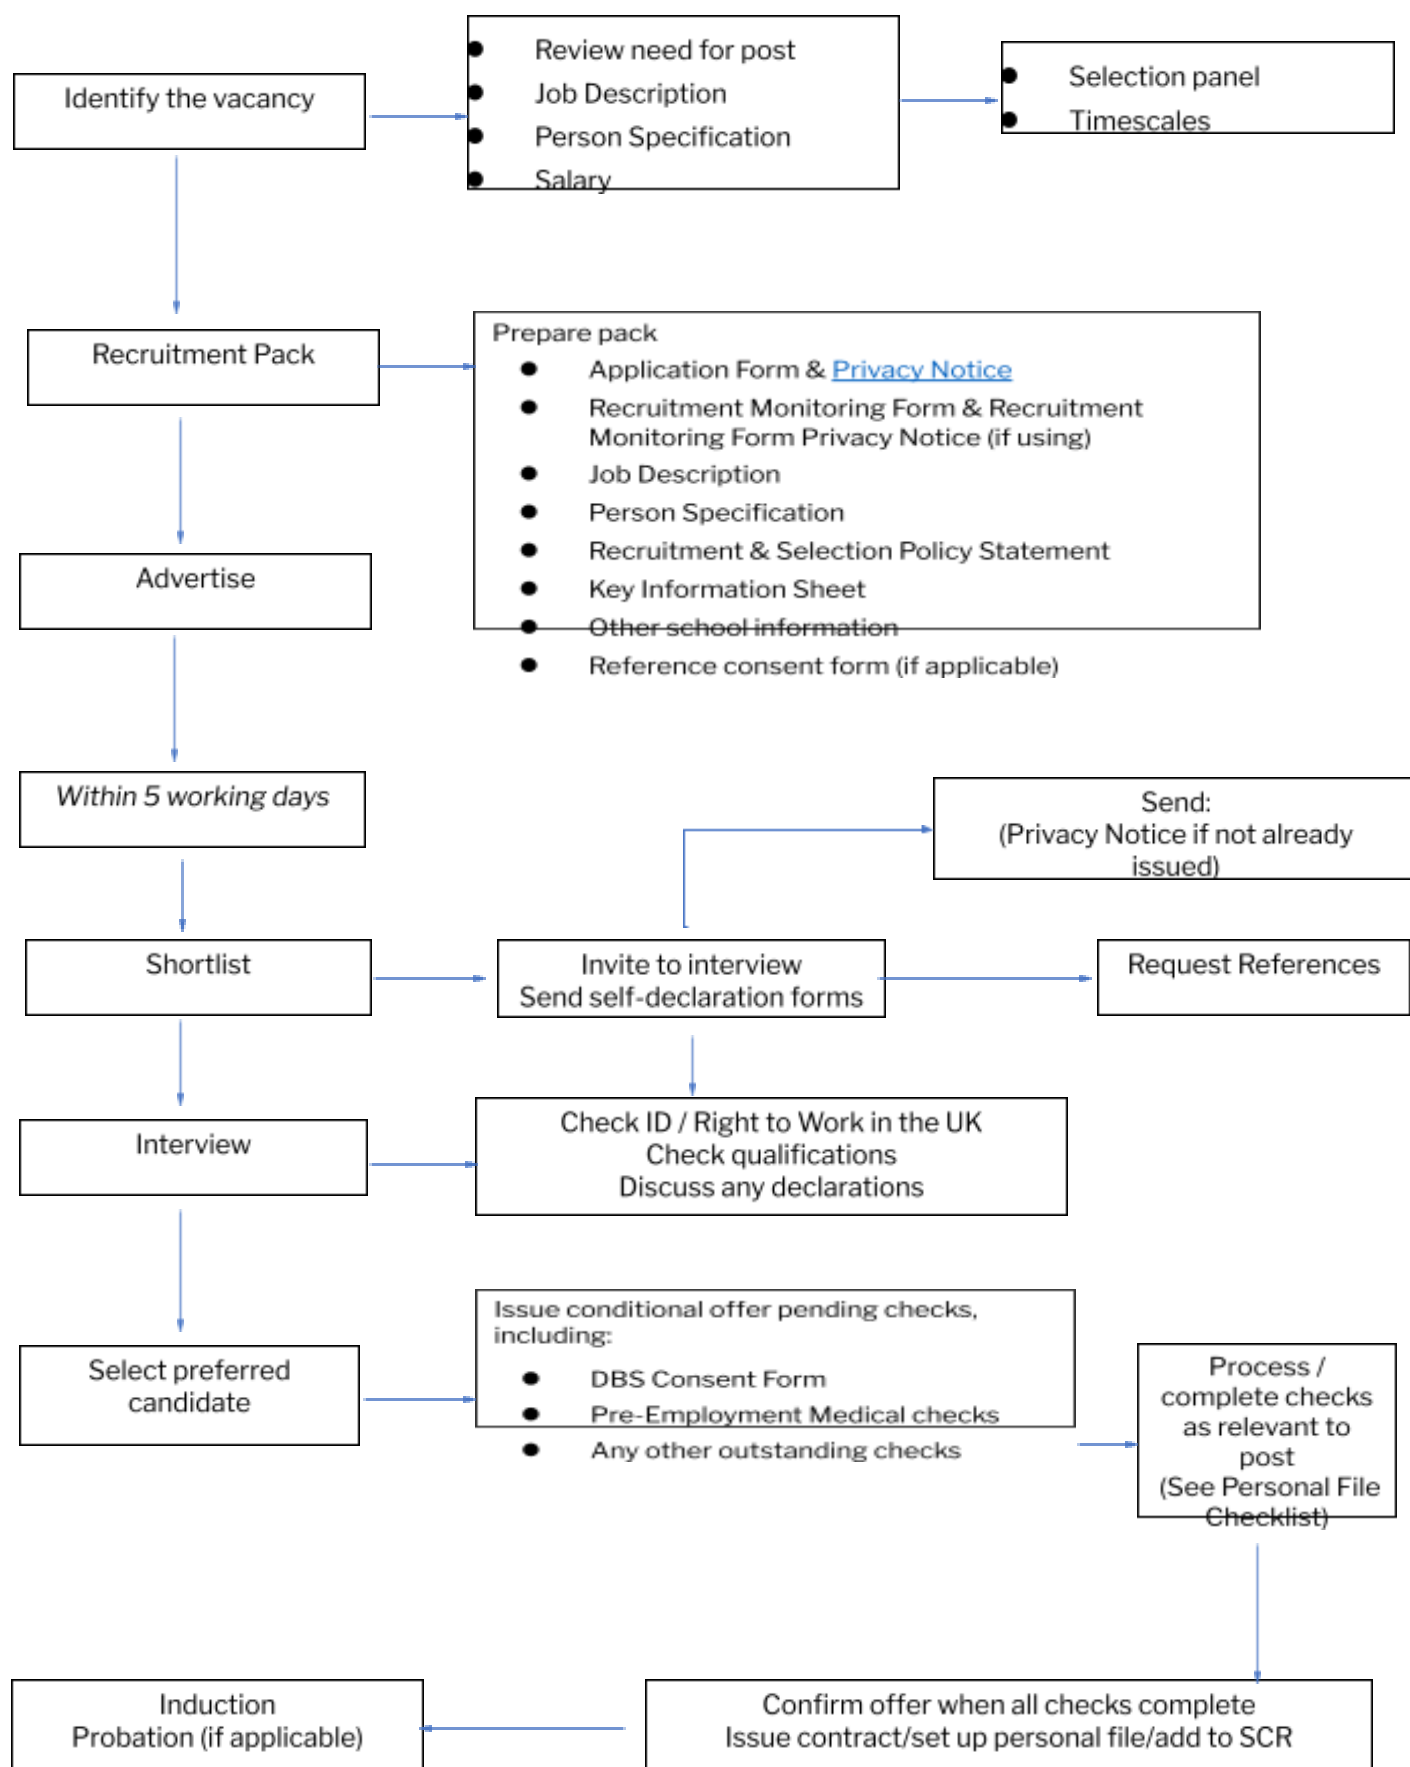 Identify the vacancy
● Review need for post
● Job Description
● Person Specification
● Salary
● Selection panel
● Timescales
Recruitment Pack
Prepare pack
● Application Form & Privacy Notice
● Recruitment Monitoring Form & Recruitment
Monitoring Form Privacy Notice (if using)
● Job Description
● Person Specification
● Recruitment & Selection Policy Statement
● Key Information Sheet
● Other school information
● Reference consent form (if applicable)
Advertise
Within 5 working days
Send:
(Privacy Notice if not already
issued)
Shortlist
Invite to interview
Send self-declaration forms
Request References
Interview
Check ID / Right to Work in the UK
Check qualifications
Discuss any declarations
Select preferred
candidate
Issue conditional offer pending checks,
including:
● DBS Consent Form
● Pre-Employment Medical checks
● Any other outstanding checks
Process /
complete checks
as relevant to
post
(See Personal File
Checklist)
Confirm offer when all checks complete
Issue contract/set up personal file/add to SCR
Induction
Probation (if applicable)